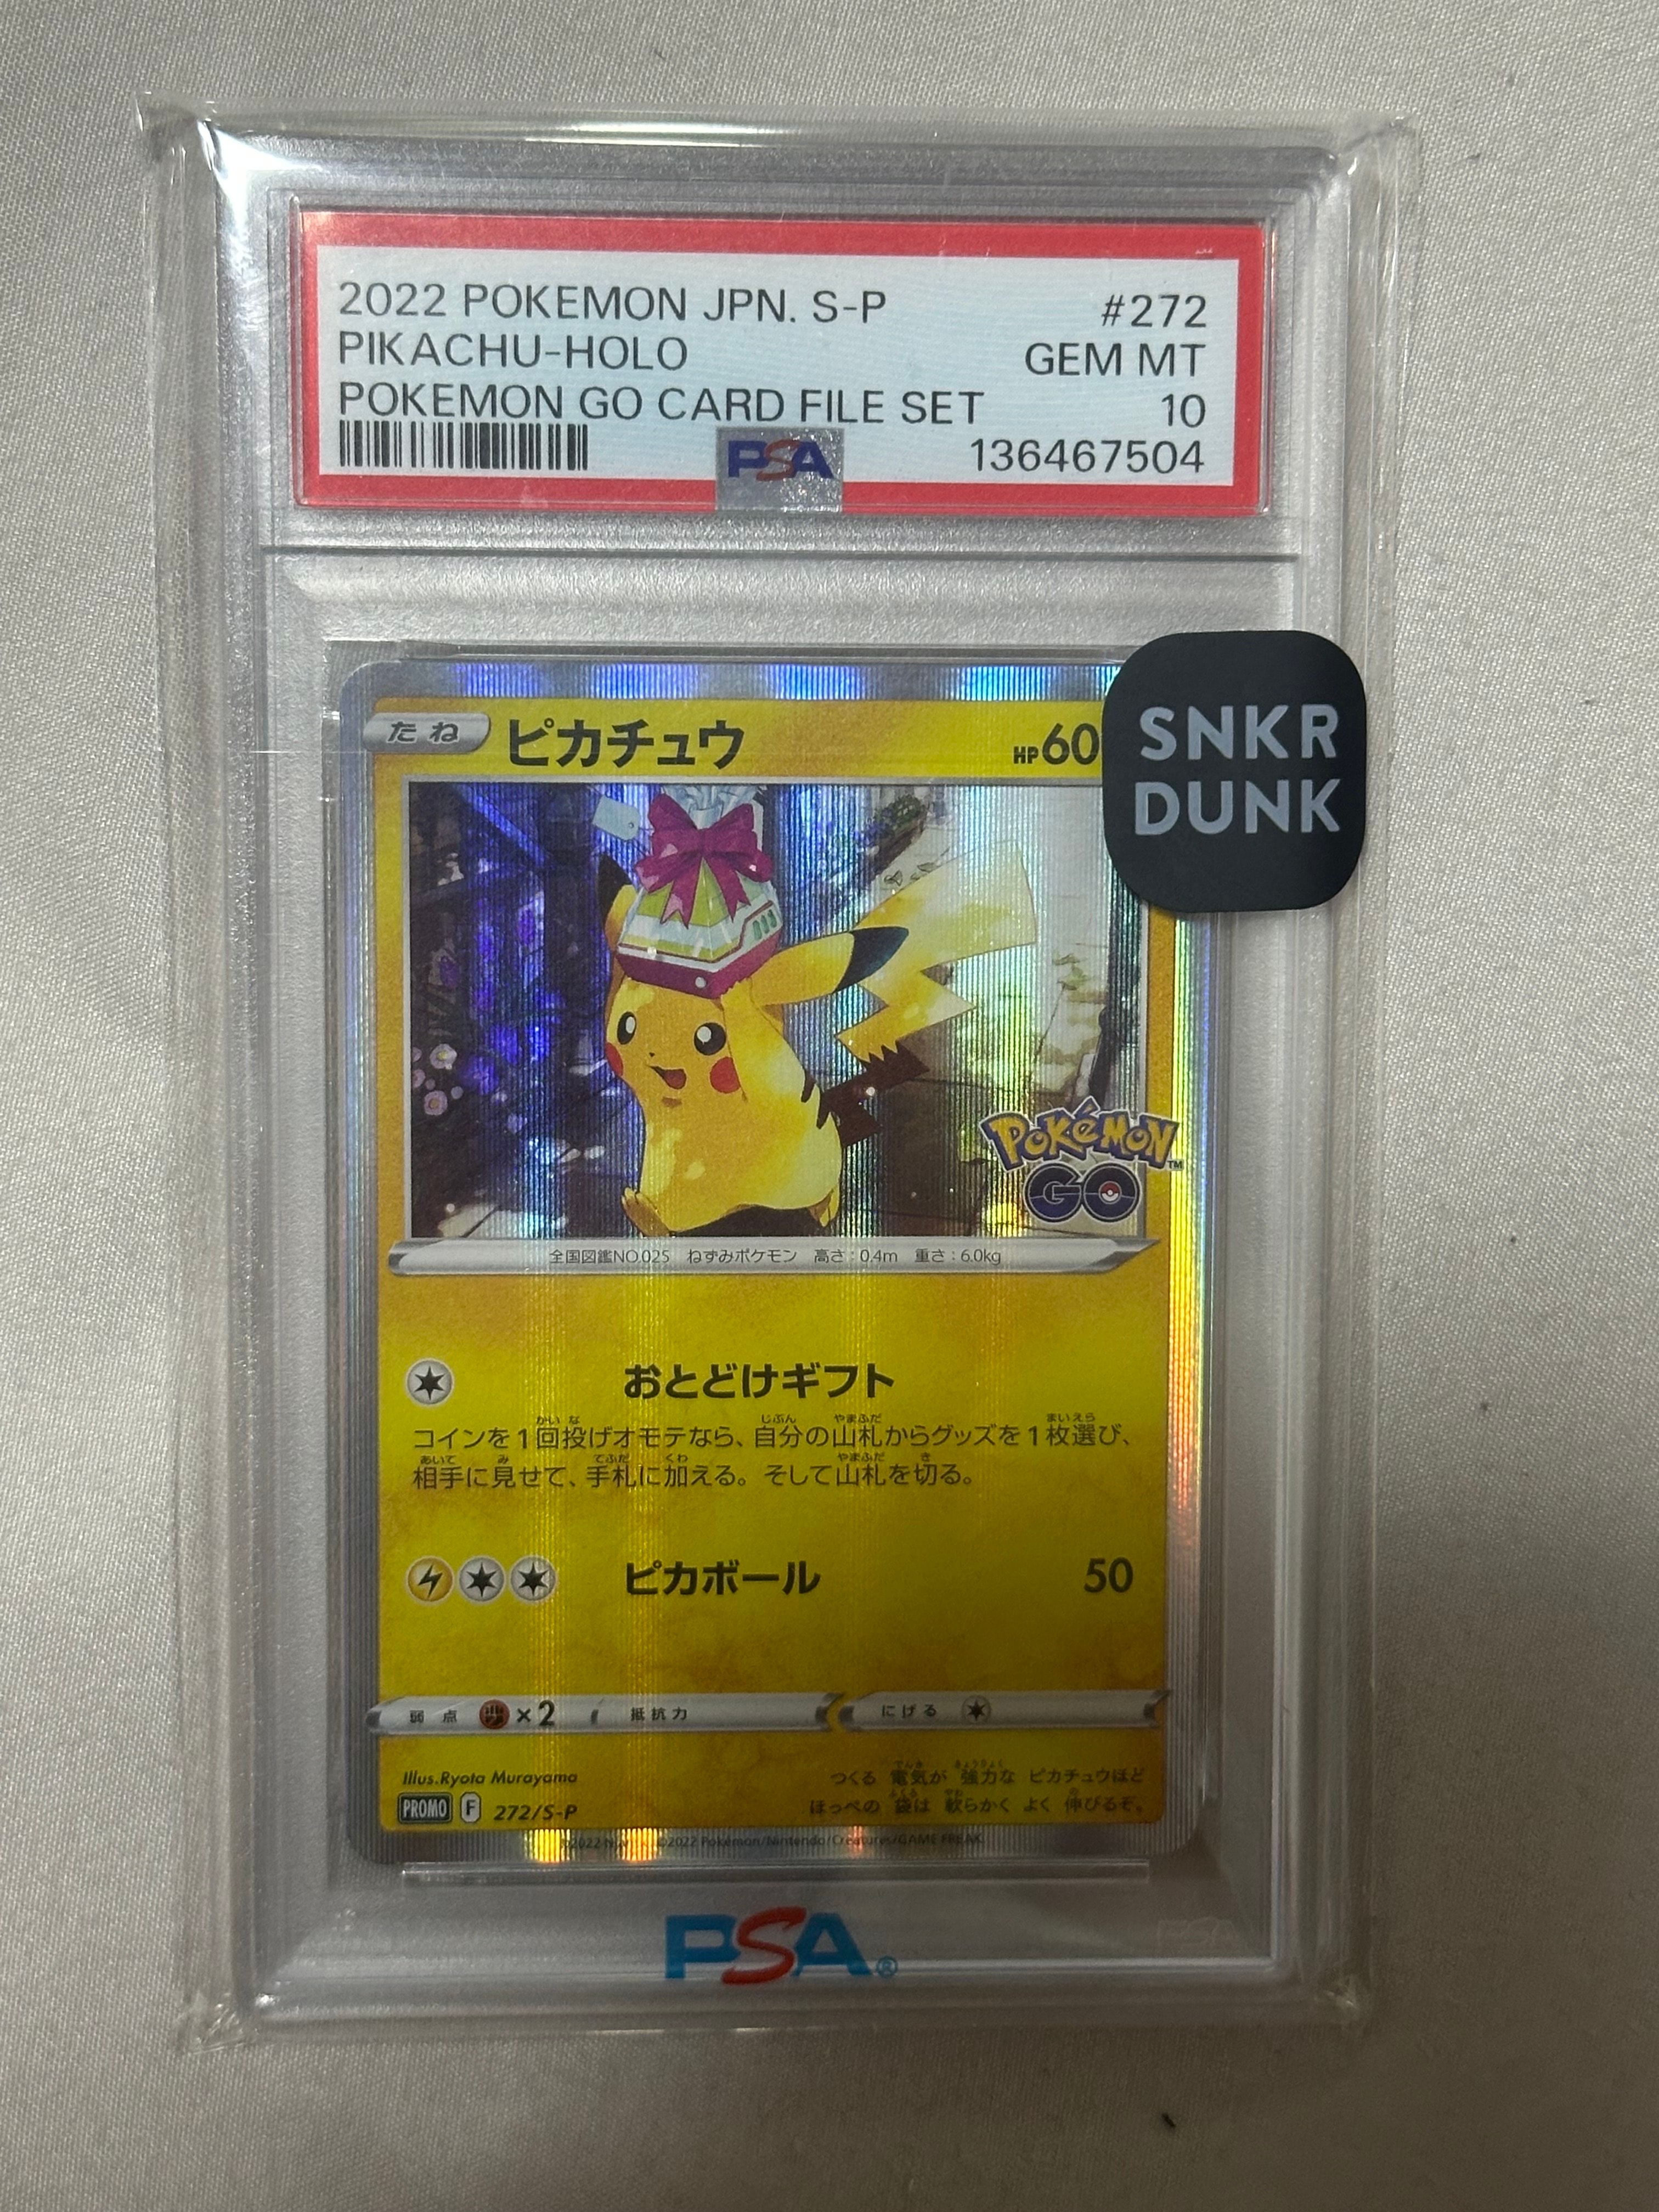 2022 POKEMON JPN. S-P #272
PIKACHU-HOLO GEM MT
POKEMON GO CARD FILE SET 10
PSA 136467504
SNKR
DUNK
たね ピカチュウ HP60
Pokémon™
GO
全国図鑑NO.025 ねずみポケモン 高さ:0.4m 重さ:6.0kg
おとどけギフト
コインを1回投げオモテなら、自分の山札からグッズを1枚選び、
相手に見せて、手札に加える。そして山札を切る。
ピカボール 50
弱点 ×2 抵抗力 にげる
Illus.Ryota Murayama
つくる 電気が 強力な ピカチュウほど
ほっぺの 袋は 軟らかく よく 伸びるぞ。
PROMO F 272/S-P
©2022 Pokémon/Nintendo/Creatures/GAME FREAK
PSA®